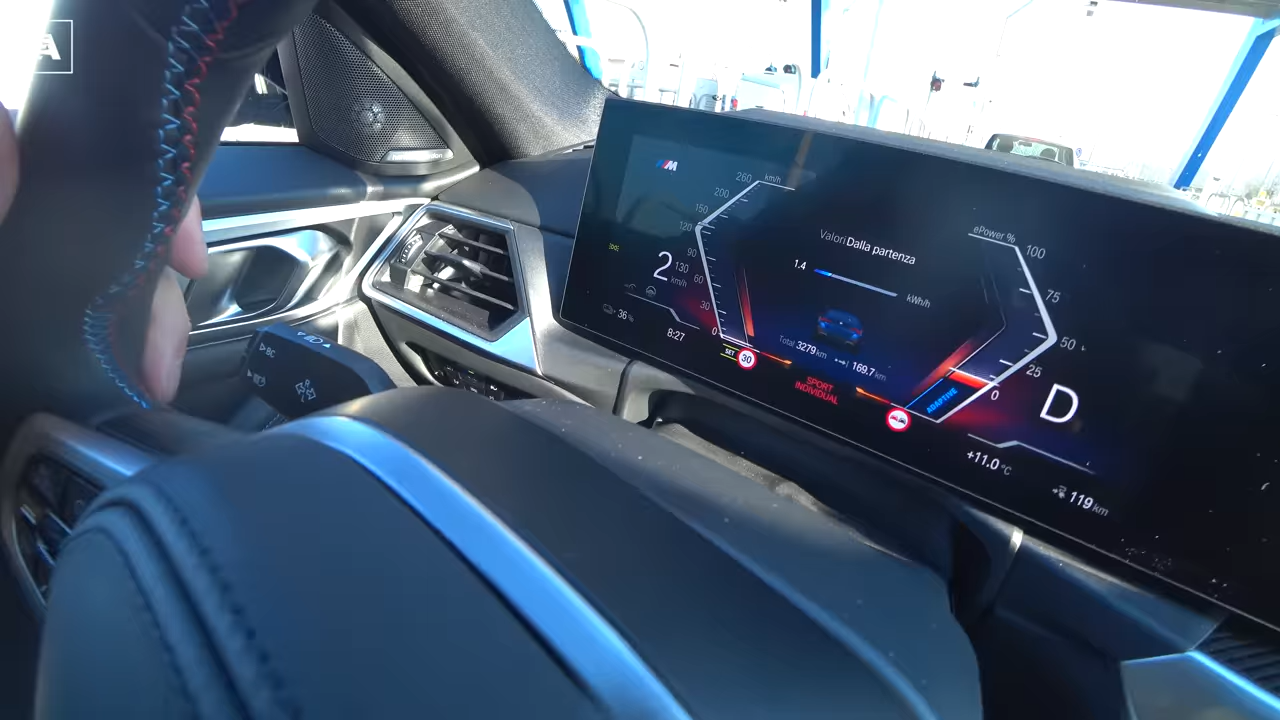 A
M
260 km/h
200
150
120
90
60
30
0
2
130
km/h
36 %
8:27
Valori Dalla partenza
1.4
kWh/h
Total 3279 km
169.7 km
SET
30
SPORT
INDIVIDUAL
ePower %
100
75
50
25
0
ADAPTIVE
D
+11.0 °C
119 km
BC